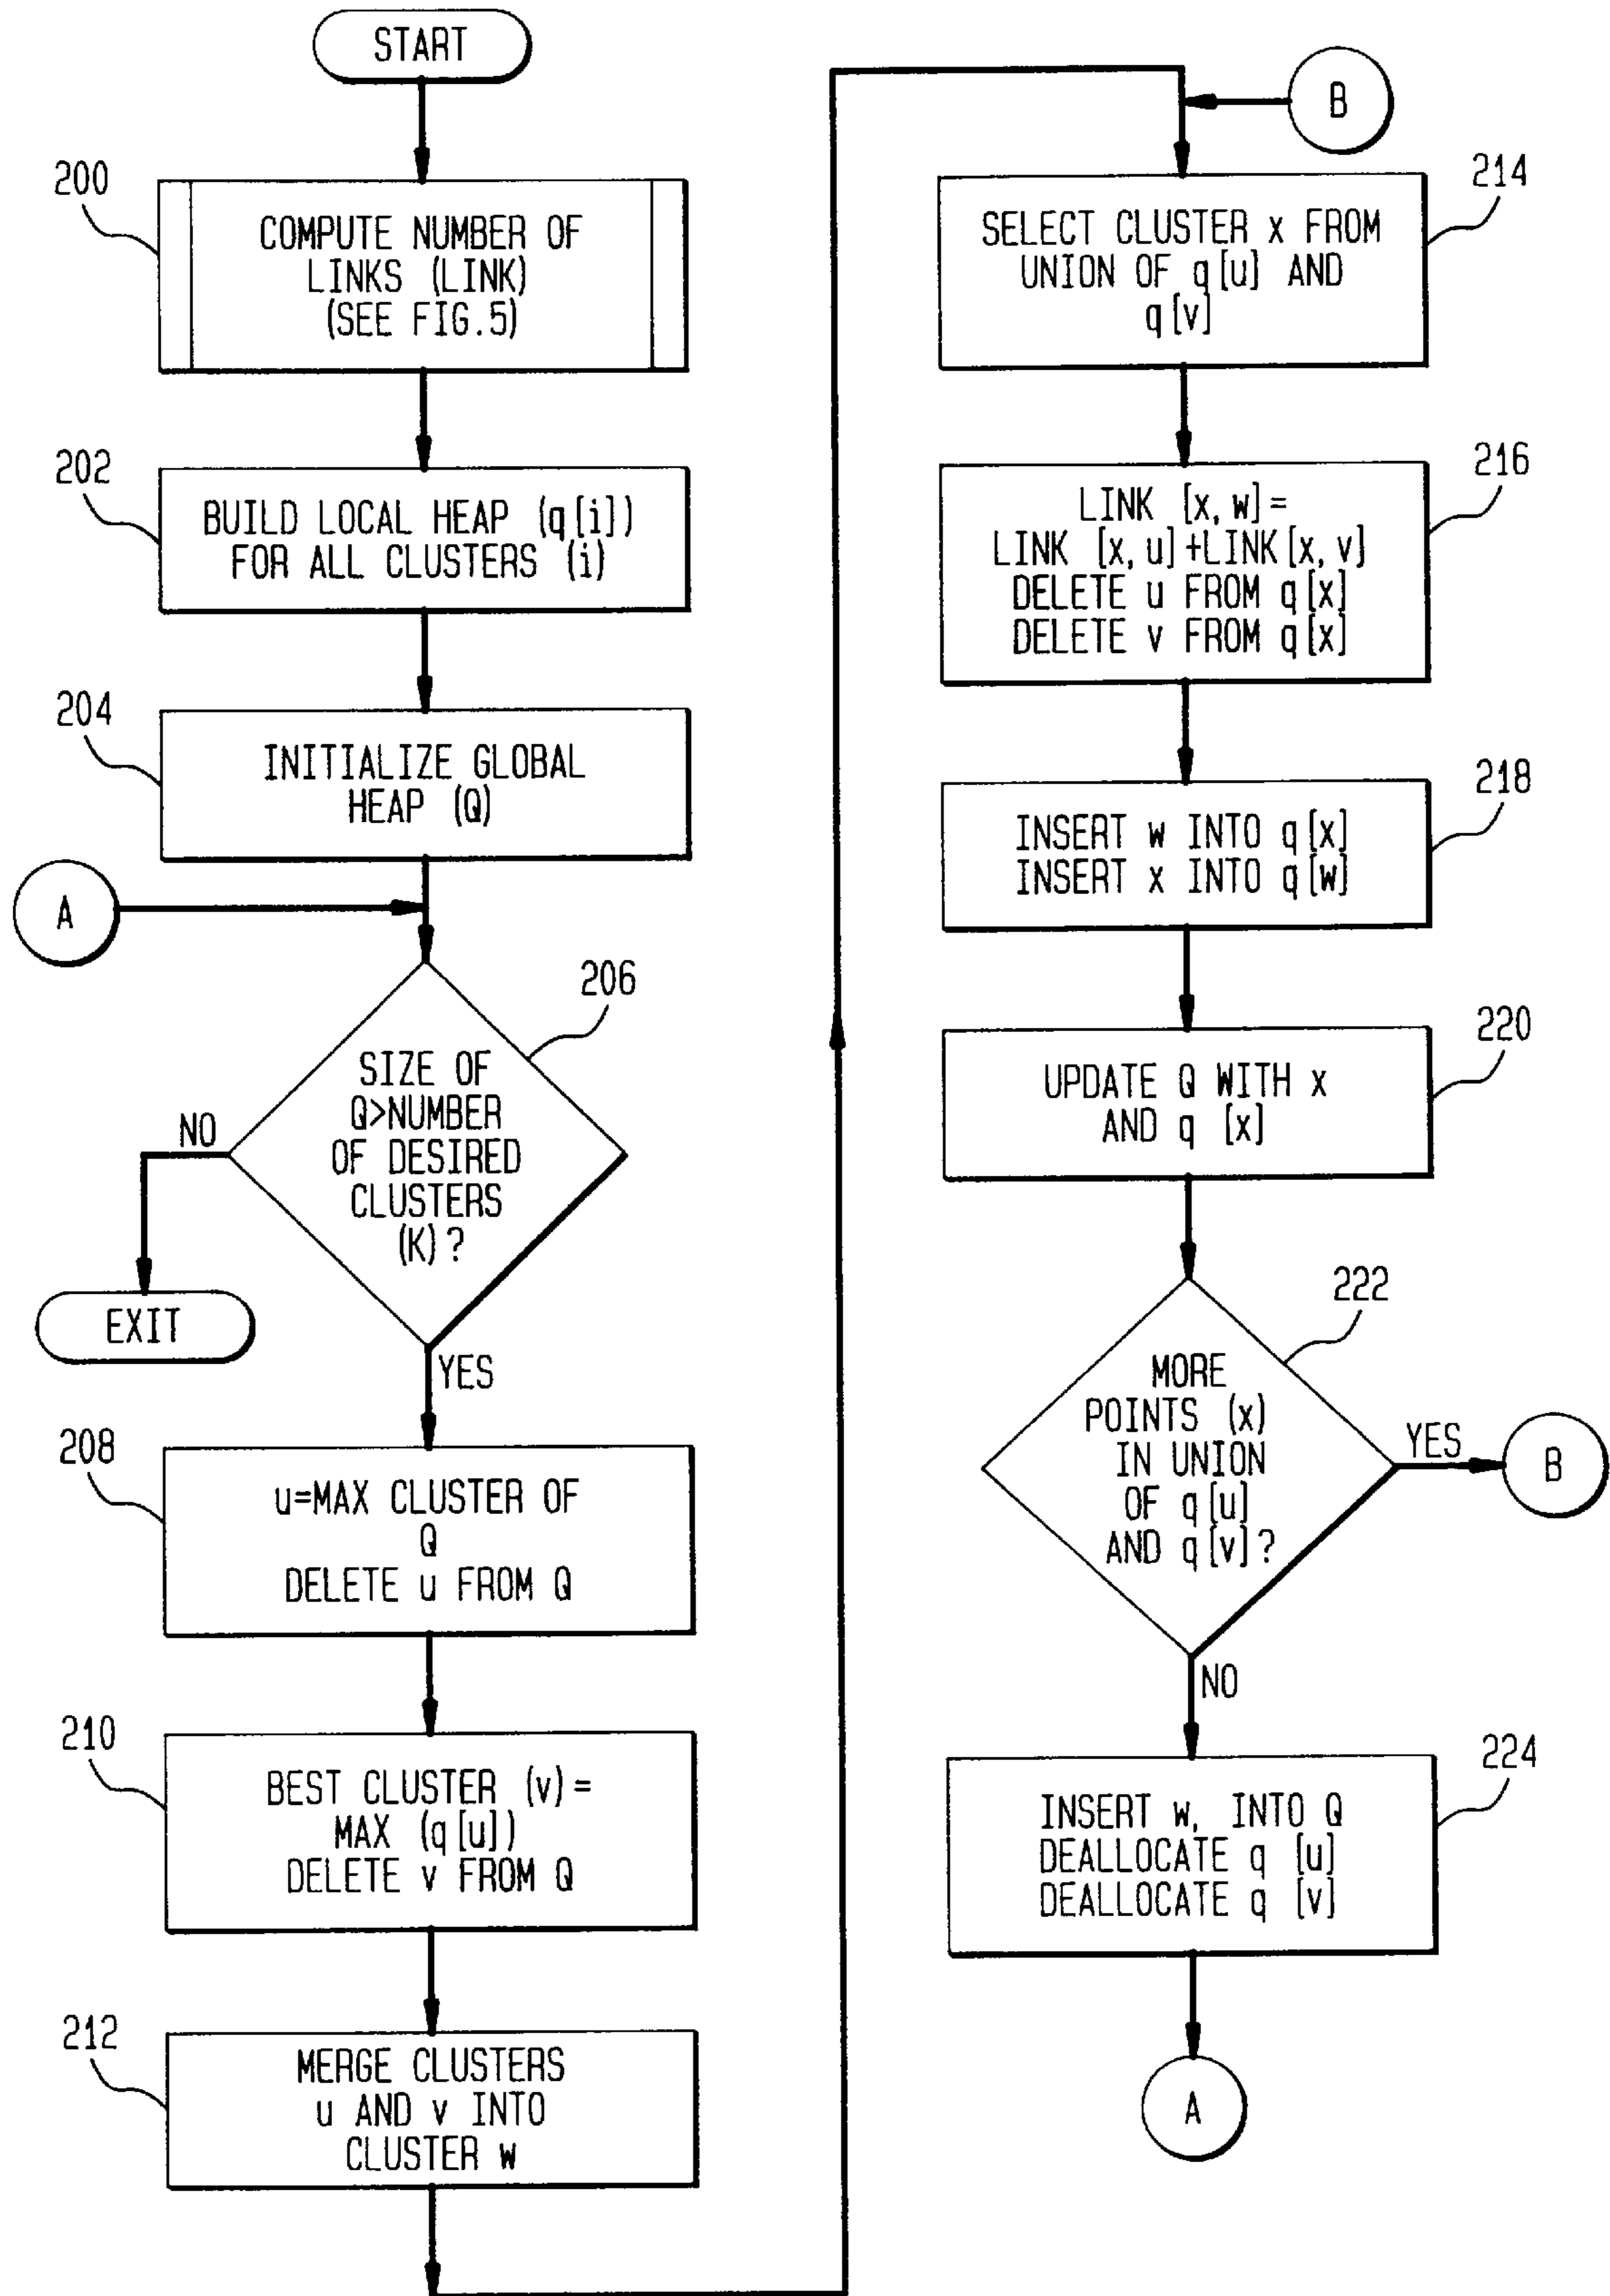 START
200
COMPUTE NUMBER OF
LINKS (LINK)
(SEE FIG.5)
202
BUILD LOCAL HEAP (q[i])
FOR ALL CLUSTERS (i)
204
INITIALIZE GLOBAL
HEAP (Q)
A
206
SIZE OF
Q>NUMBER
OF DESIRED
CLUSTERS
(K)?
NO
EXIT
YES
208
u=MAX CLUSTER OF
Q
DELETE u FROM Q
210
BEST CLUSTER (v)=
MAX (q[u])
DELETE v FROM Q
212
MERGE CLUSTERS
u AND v INTO
CLUSTER w
B
214
SELECT CLUSTER x FROM
UNION OF q[u] AND
q[v]
216
LINK [x, w]=
LINK [x, u]+LINK[x, v]
DELETE u FROM q[x]
DELETE v FROM q[x]
218
INSERT w INTO q[x]
INSERT x INTO q[w]
220
UPDATE Q WITH x
AND q [x]
222
MORE
POINTS (x)
IN UNION
OF q[u]
AND q[v]?
YES
B
NO
224
INSERT w, INTO Q
DEALLOCATE q [u]
DEALLOCATE q [v]
A